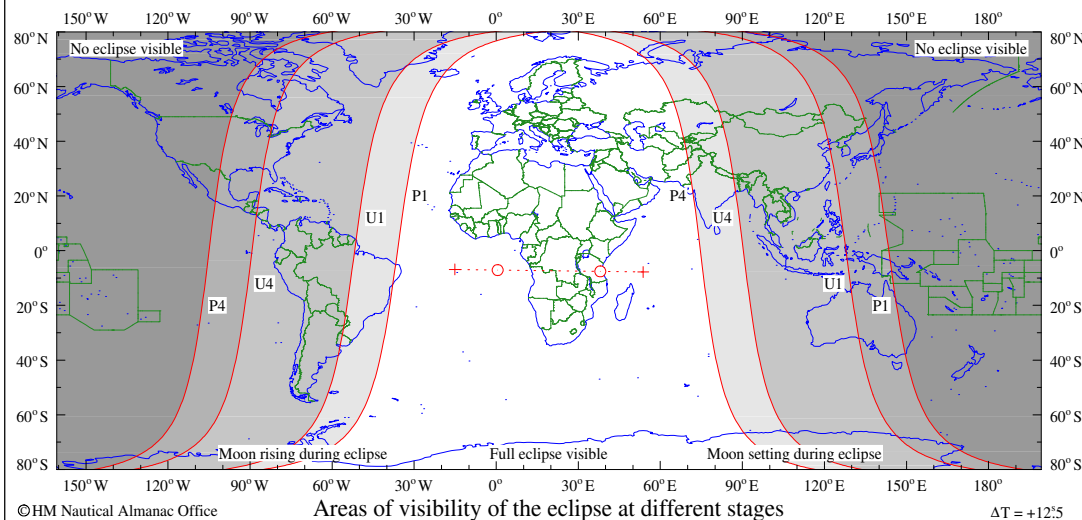 150° W 120° W 90° W 60° W 30° W 0° 30° E 60° E 90° E 120° E 150° E 180°
80° N No eclipse visible No eclipse visible 80° N
60° N 60° N
40° N 40° N
20° N P1 P4 20° N
U1 U4
0° 0°
U4 U1
20° S P4 P1 20° S
40° S 40° S
60° S 60° S
Moon rising during eclipse Full eclipse visible Moon setting during eclipse
80° S 80° S
150° W 120° W 90° W 60° W 30° W 0° 30° E 60° E 90° E 120° E 150° E 180°
©HM Nautical Almanac Office Areas of visibility of the eclipse at different stages ΔT = +12ˢ.5